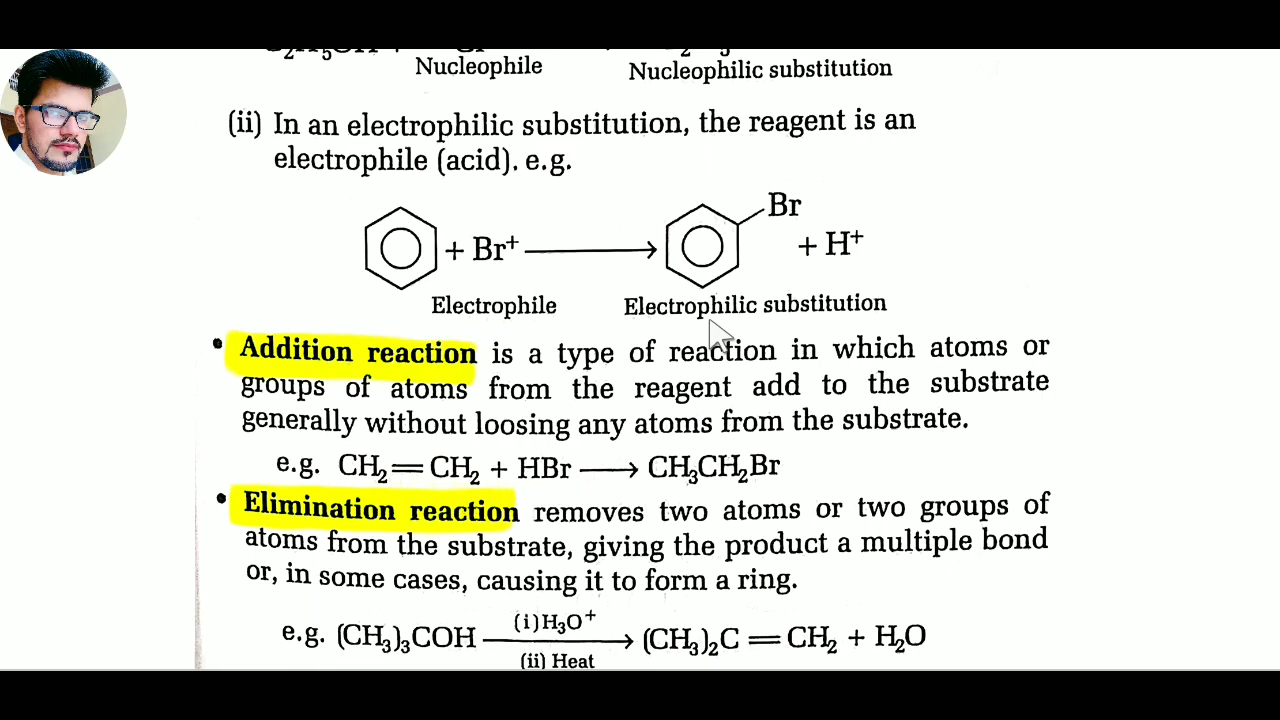 Nucleophile Nucleophilic substitution
(ii) In an electrophilic substitution, the reagent is an
electrophile (acid). e.g.
Br
+ Br⁺ ⟶ + H⁺
Electrophile Electrophilic substitution
• Addition reaction is a type of reaction in which atoms or
groups of atoms from the reagent add to the substrate
generally without loosing any atoms from the substrate.
e.g. CH₂=CH₂ + HBr ⟶ CH₃CH₂Br
• Elimination reaction removes two atoms or two groups of
atoms from the substrate, giving the product a multiple bond
or, in some cases, causing it to form a ring.
(i)H₃O⁺
e.g. (CH₃)₃COH ⟶ (CH₃)₂C=CH₂ + H₂O
(ii) Heat